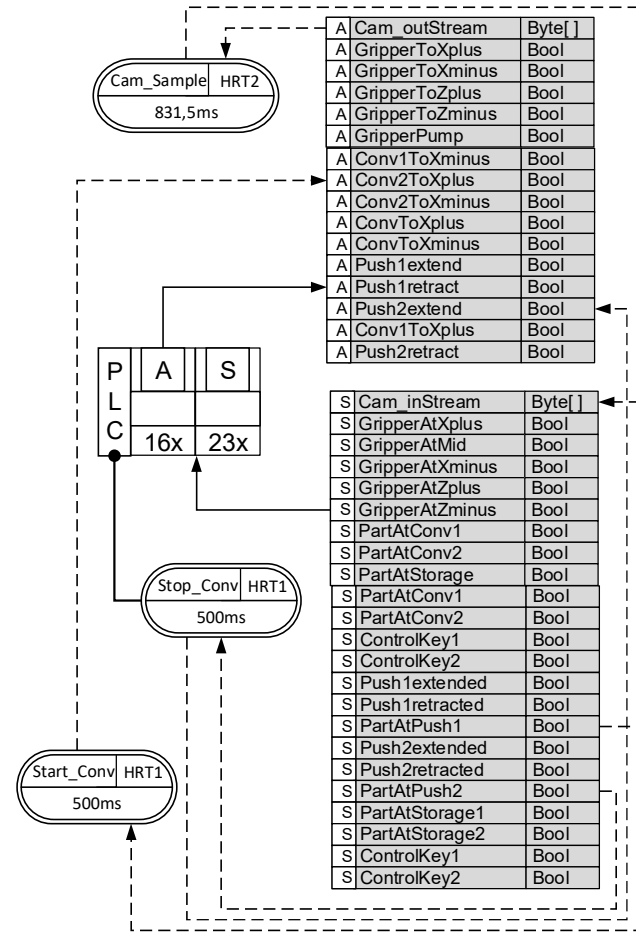 A Cam_outStream Byte[ ]
A GripperToXplus Bool
A GripperToXminus Bool
A GripperToZplus Bool
A GripperToZminus Bool
A GripperPump Bool
A Conv1ToXminus Bool
A Conv2ToXplus Bool
A Conv2ToXminus Bool
A ConvToXplus Bool
A ConvToXminus Bool
A Push1extend Bool
A Push1retract Bool
A Push2extend Bool
A Conv1ToXplus Bool
A Push2retract Bool
Cam_Sample HRT2
831,5ms
PLC
A S
16x 23x
S Cam_inStream Byte[ ]
S GripperAtXplus Bool
S GripperAtMid Bool
S GripperAtXminus Bool
S GripperAtZplus Bool
S GripperAtZminus Bool
S PartAtConv1 Bool
S PartAtConv2 Bool
S PartAtStorage Bool
S PartAtConv1 Bool
S PartAtConv2 Bool
S ControlKey1 Bool
S ControlKey2 Bool
S Push1extended Bool
S Push1retracted Bool
S PartAtPush1 Bool
S Push2extended Bool
S Push2retracted Bool
S PartAtPush2 Bool
S PartAtStorage1 Bool
S PartAtStorage2 Bool
S ControlKey1 Bool
S ControlKey2 Bool
Stop_Conv HRT1
500ms
Start_Conv HRT1
500ms